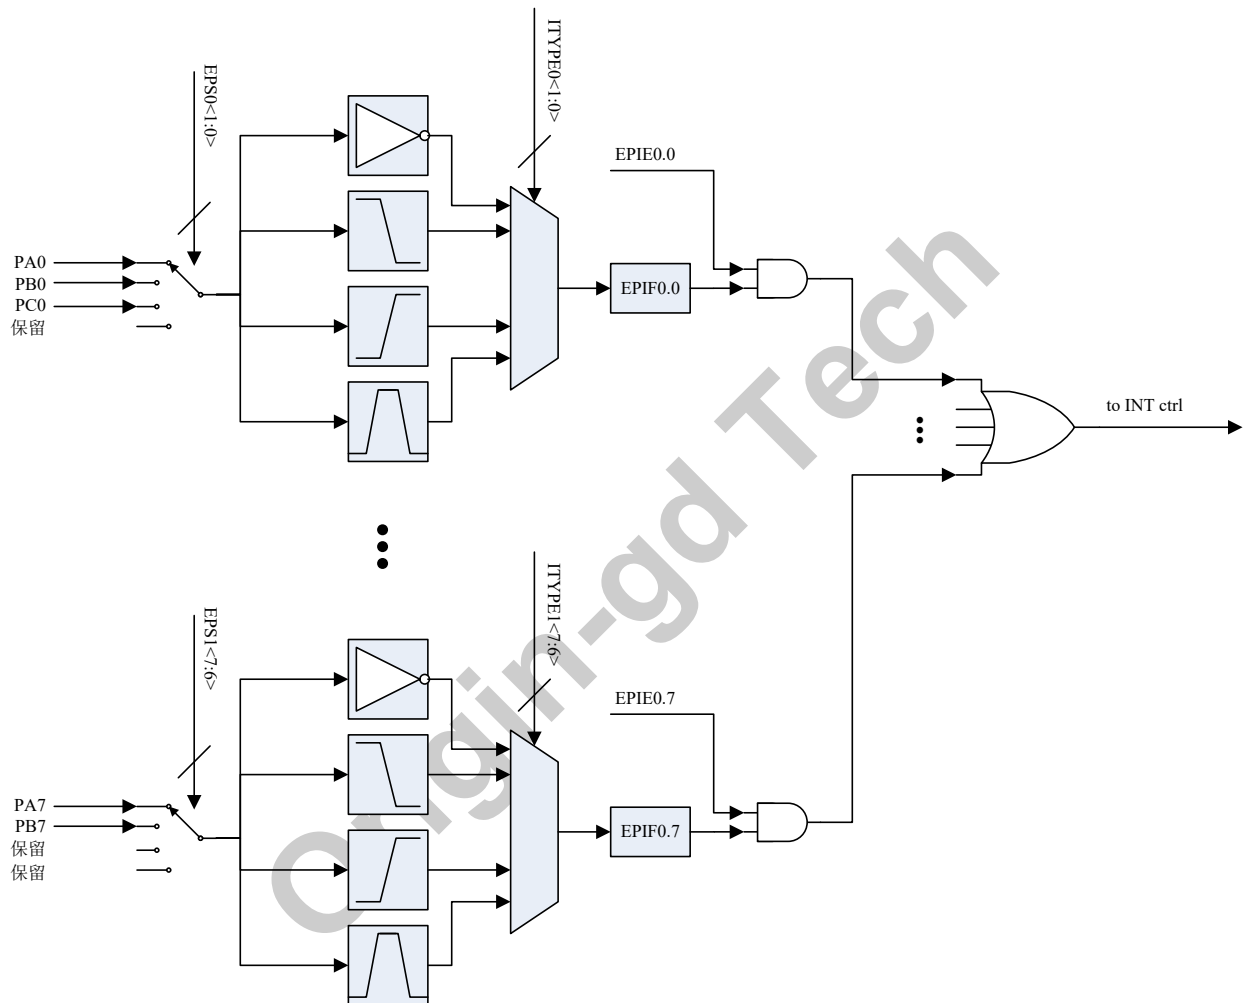 EPS0<1:0>
ITYPE0<1:0>
EPIE0.0
PA0
PB0
PC0
保留
EPIF0.0
to INT ctrl
EPS1<7:6>
ITYPE1<7:6>
EPIE0.7
PA7
PB7
保留
保留
EPIF0.7
Origin-gd Tech